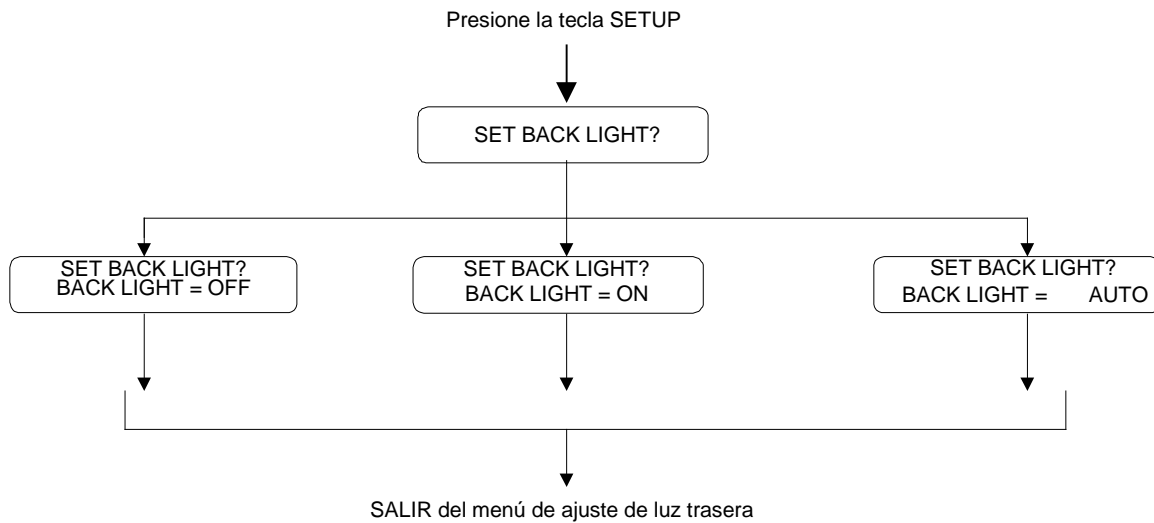 Presione la tecla SETUP
SET BACK LIGHT?
SET BACK LIGHT?
BACK LIGHT = OFF
SET BACK LIGHT?
BACK LIGHT = ON
SET BACK LIGHT?
BACK LIGHT = AUTO
SALIR del menú de ajuste de luz trasera